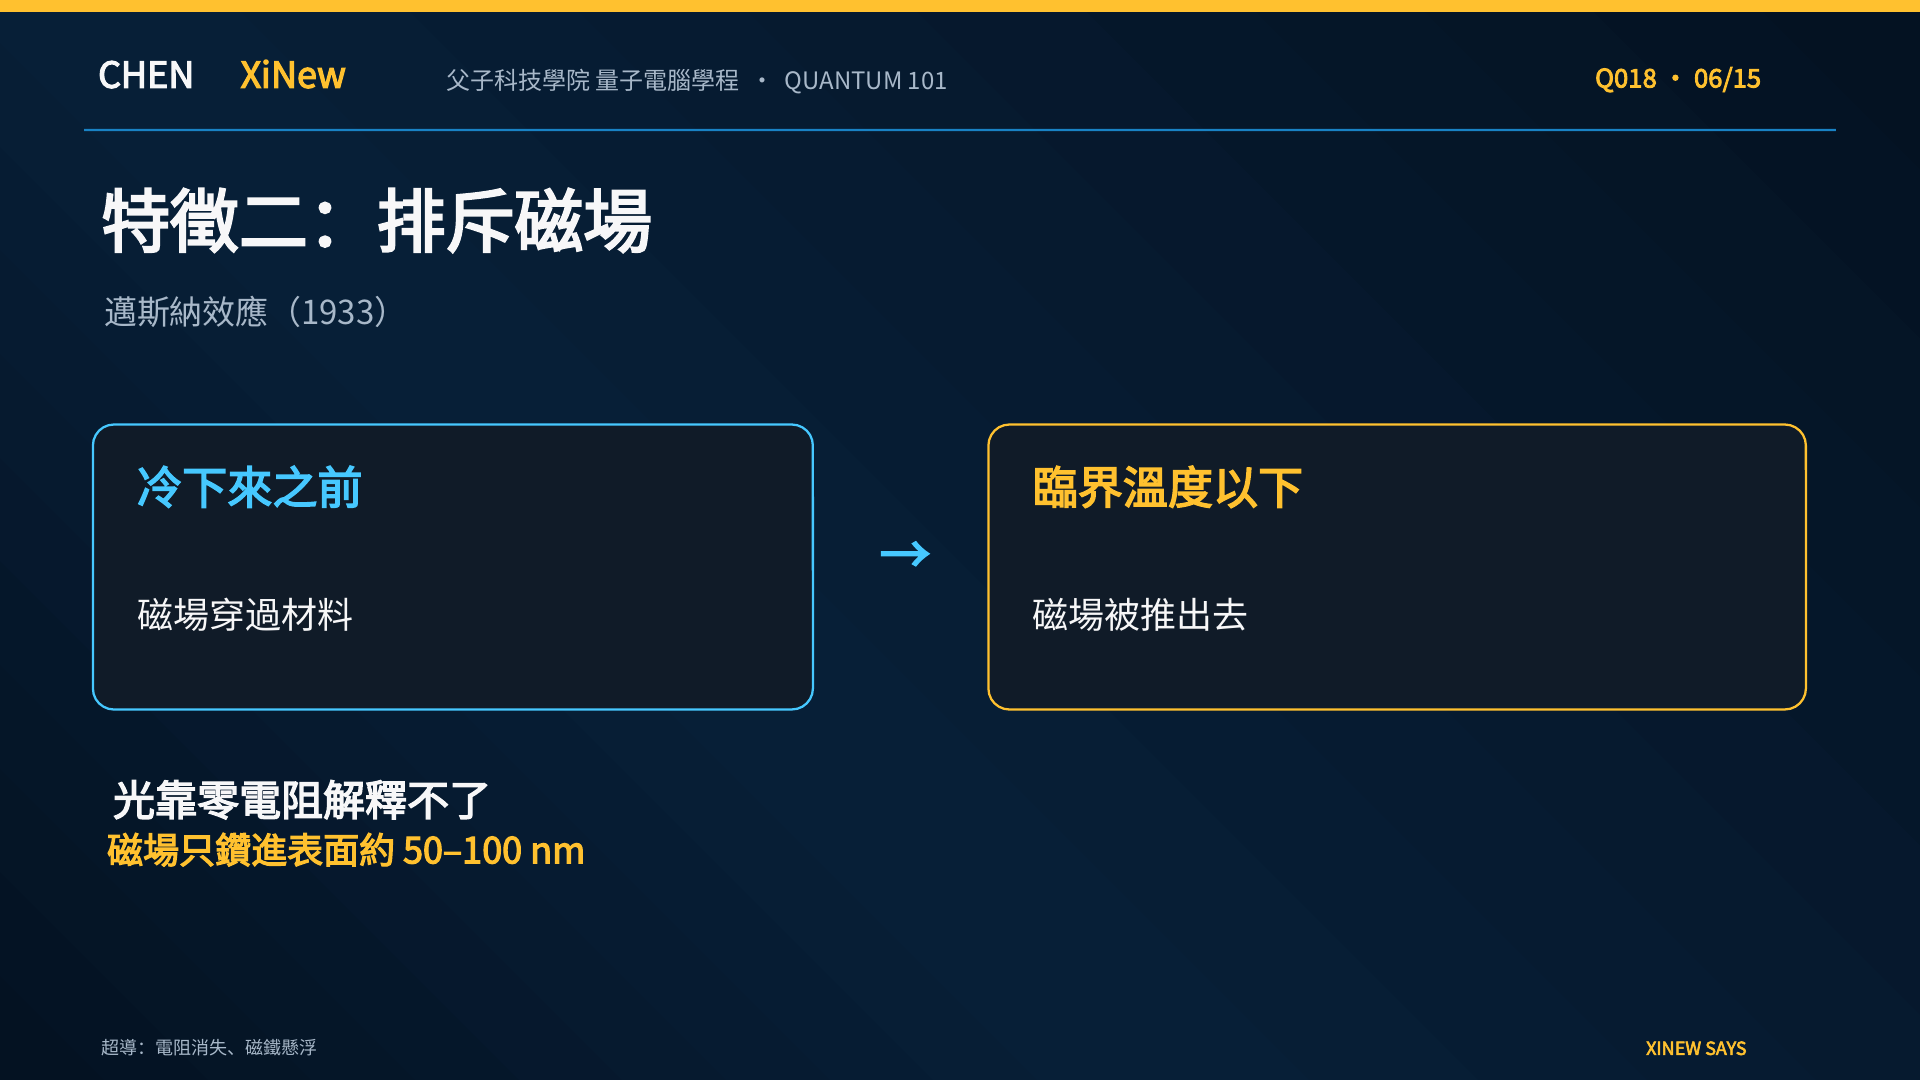 CHEN XiNew 父子科技學院 量子電腦學程 • QUANTUM 101 Q018 • 06/15
特徵二：排斥磁場
邁斯納效應（1933）
冷下來之前
磁場穿過材料
→
臨界溫度以下
磁場被推出去
光靠零電阻解釋不了
磁場只鑽進表面約 50–100 nm
超導：電阻消失、磁鐵懸浮
XINEW SAYS